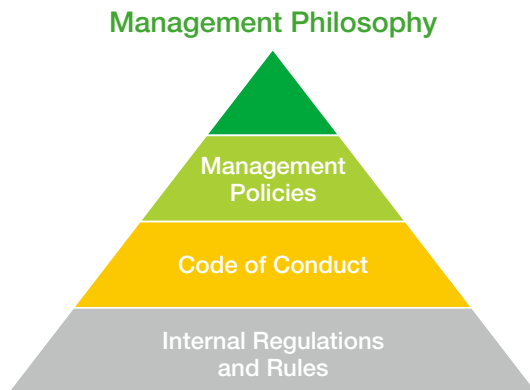 Management Philosophy
Management
Policies
Code of Conduct
Internal Regulations
and Rules